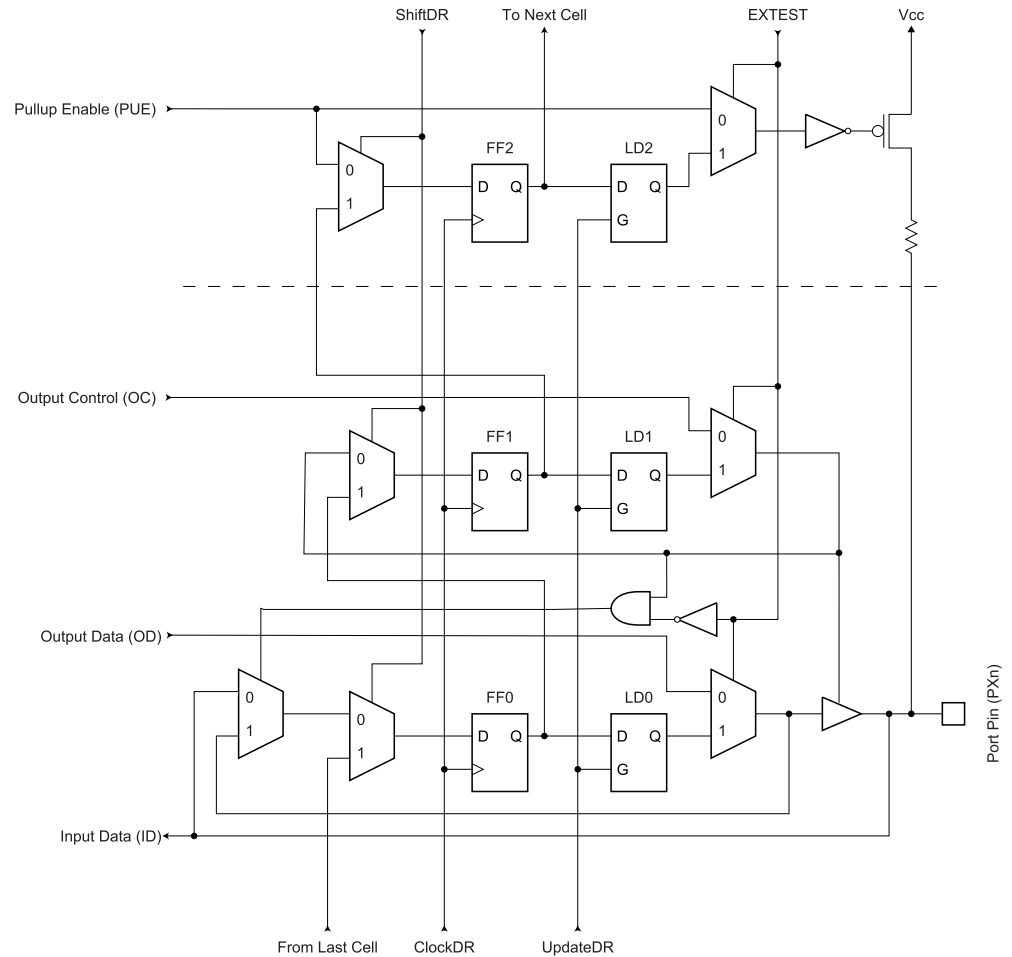 ShiftDR
To Next Cell
EXTEST
Vcc
Pullup Enable (PUE)
0
1
FF2
D Q
LD2
D Q
G
0
1
Output Control (OC)
0
1
FF1
D Q
LD1
D Q
G
0
1
Output Data (OD)
0
1
0
1
FF0
D Q
LD0
D Q
G
0
1
Port Pin (PXn)
Input Data (ID)
From Last Cell
ClockDR
UpdateDR